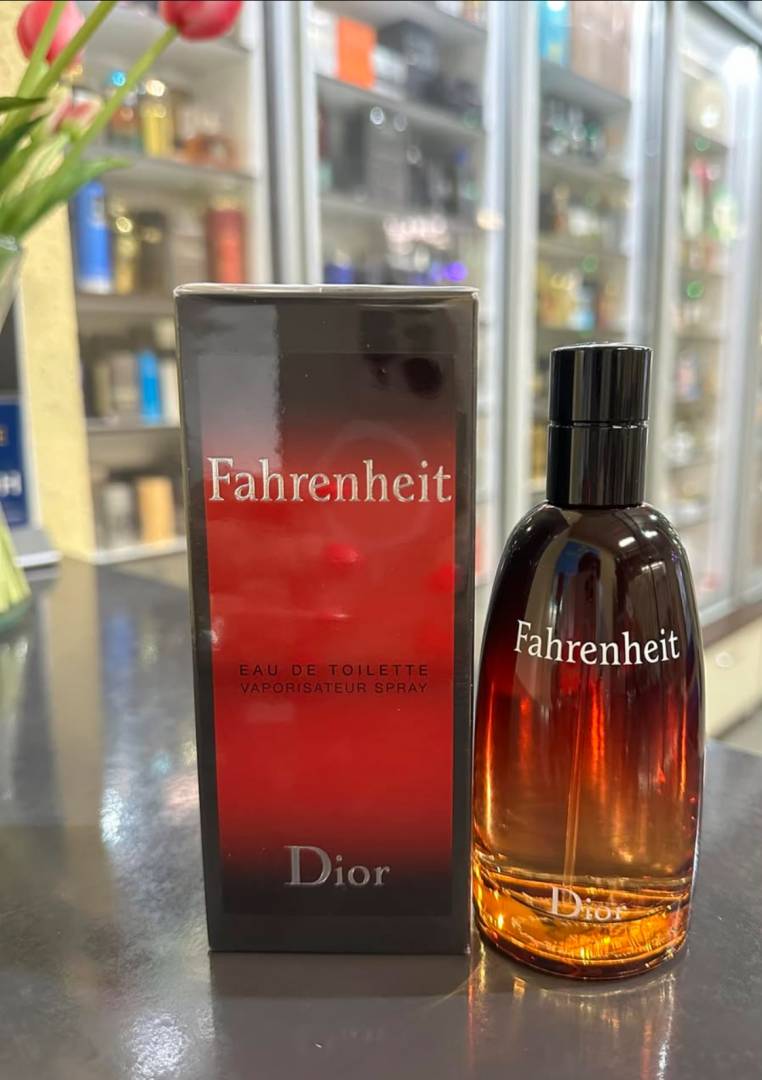 Fahrenheit
EAU DE TOILETTE
VAPORISATEUR SPRAY
Dior
Fahrenheit
Dior